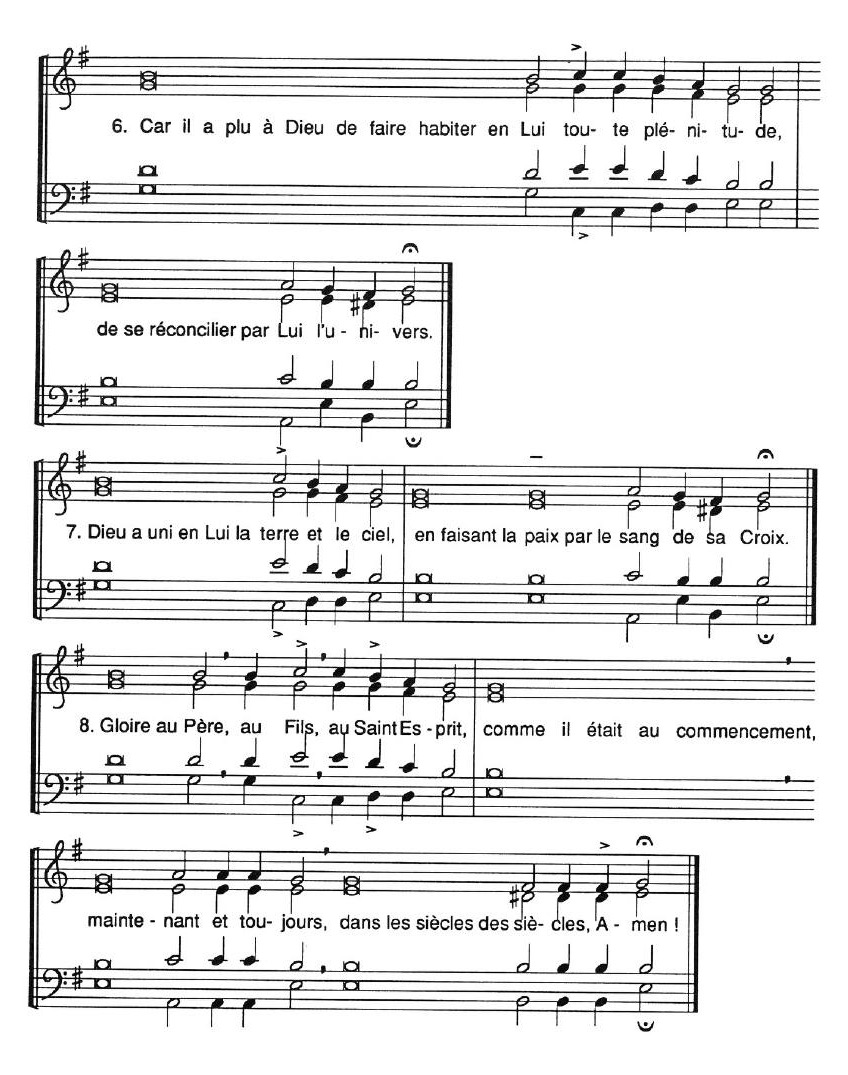 6. Car il a plu à Dieu de faire habiter en Lui tou- te plé- ni- tu- de,
de se réconcilier par Lui l'u - ni- vers.
7. Dieu a uni en Lui la terre et le ciel, en faisant la paix par le sang de sa Croix.
8. Gloire au Père, au Fils, au Saint Es - prit, comme il était au commencement,
mainte - nant et tou- jours, dans les siècles des siè- cles, A - men !